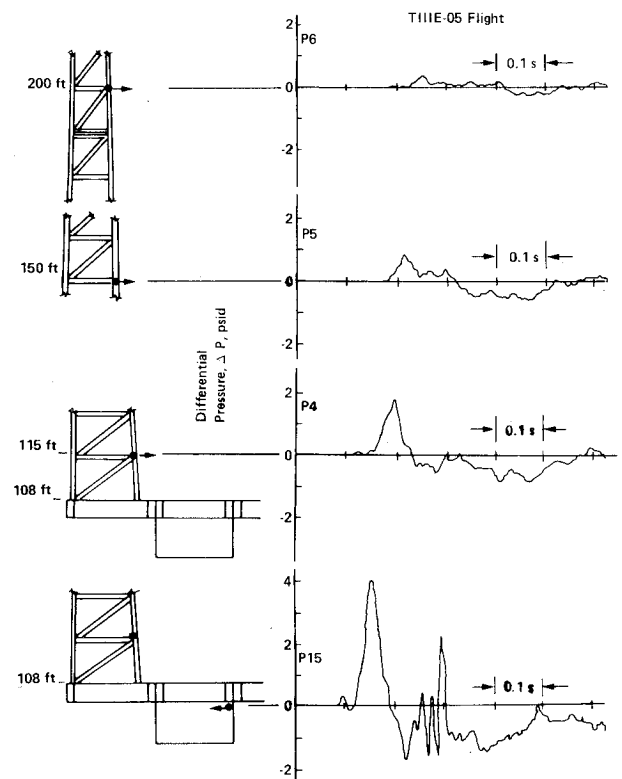 TIIIE-05 Flight
2
P6
0.1 s
200 ft
0
-2
2
P5
0.1 s
150 ft
0
-2
Differential
Pressure, Δ P, psid
2
P4
0.1 s
115 ft
0
108 ft
-2
4
2
P15
0.1 s
108 ft
0
-2